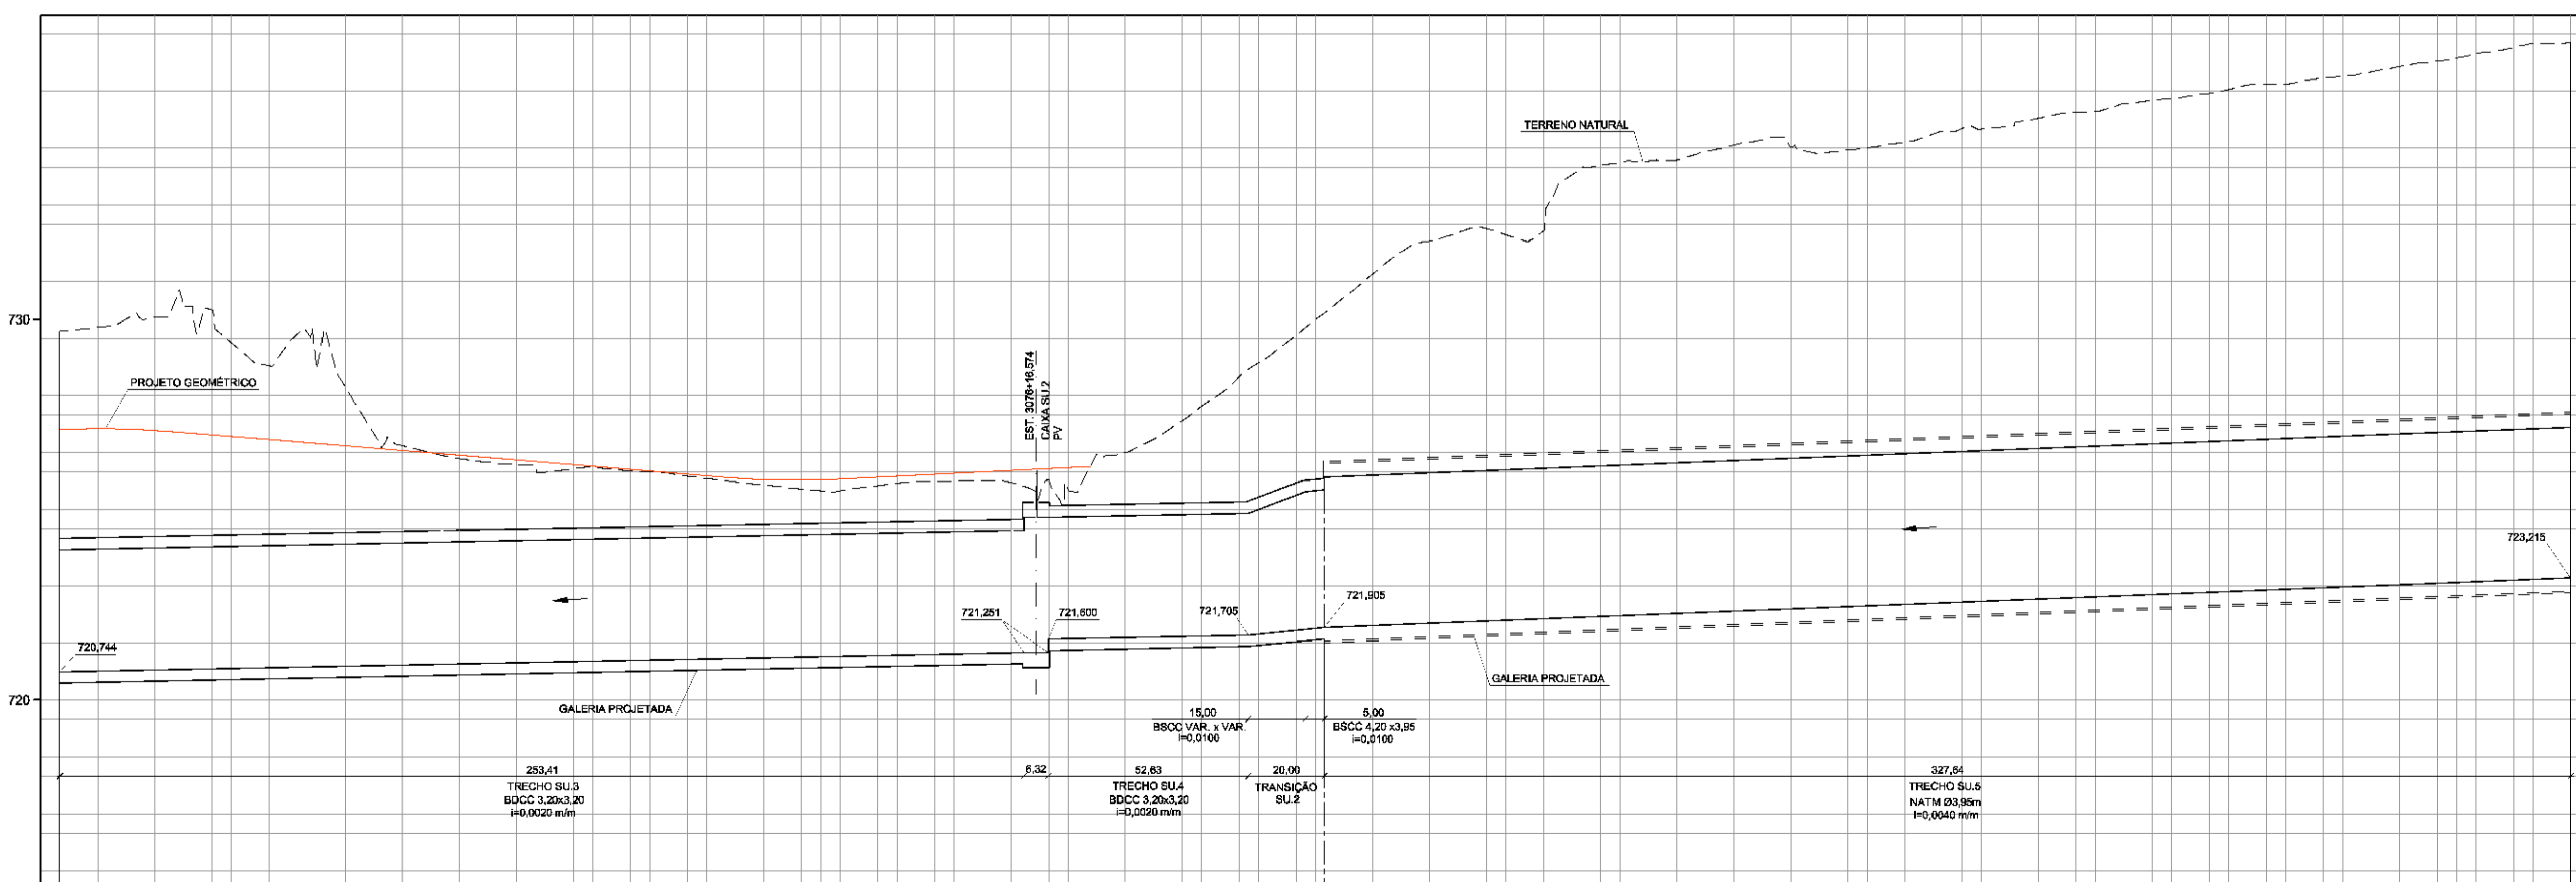 TERRENO NATURAL
730
PROJETO GEOMÉTRICO
EST. 3076+16,574
CAIXA SU.2
PV
723,215
721,251
721,600
721,705
721,905
720,744
720
GALERIA PROJETADA
GALERIA PROJETADA
15,00
BSCC VAR. x VAR.
i=0,0100
5,00
BSCC 4,20 x3,95
i=0,0100
253,41
TRECHO SU.3
BDCC 3,20x3,20
i=0,0020 m/m
6,32
52,63
TRECHO SU.4
BDCC 3,20x3,20
i=0,0020 m/m
20,00
TRANSIÇÃO
SU.2
327,64
TRECHO SU.5
NATM Ø3,95m
i=0,0040 m/m